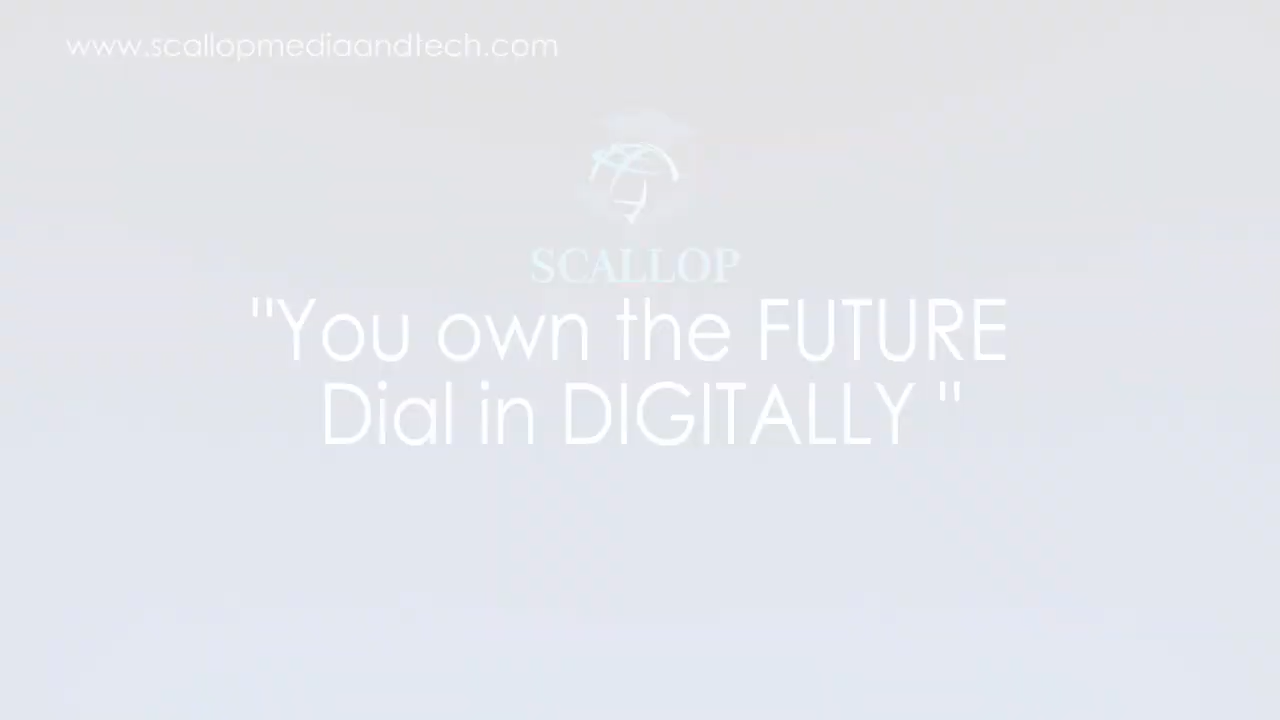 www.scallopmediaandtech.com
SCALLOP
"You own the FUTURE
Dial in DIGITALLY "